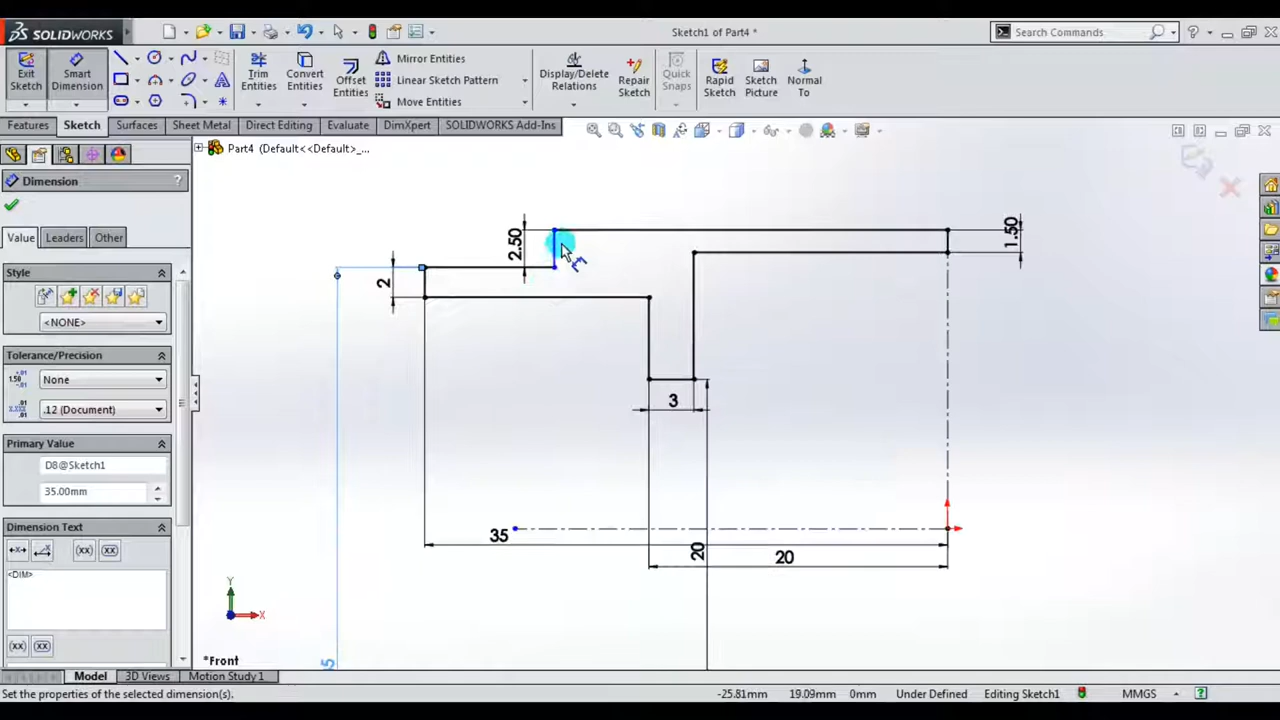 SOLIDWORKS
Sketch1 of Part4 *
Search Commands
Exit Sketch
Smart Dimension
Trim Entities
Convert Entities
Offset Entities
Mirror Entities
Linear Sketch Pattern
Move Entities
Display/Delete Relations
Repair Sketch
Quick Snaps
Rapid Sketch
Sketch Picture
Normal To
Features
Sketch
Surfaces
Sheet Metal
Direct Editing
Evaluate
DimXpert
SOLIDWORKS Add-Ins
Part4 (Default<<Default>_...
Dimension
?
Value
Leaders
Other
Style
<NONE>
Tolerance/Precision
None
.12 (Document)
Primary Value
D8@Sketch1
35.00mm
Dimension Text
<DIM>
2.50
1.50
2
3
35
20
20
5
Y
X
*Front
Model
3D Views
Motion Study 1
Set the properties of the selected dimension(s).
-25.81mm
19.09mm
0mm
Under Defined
Editing Sketch1
MMGS